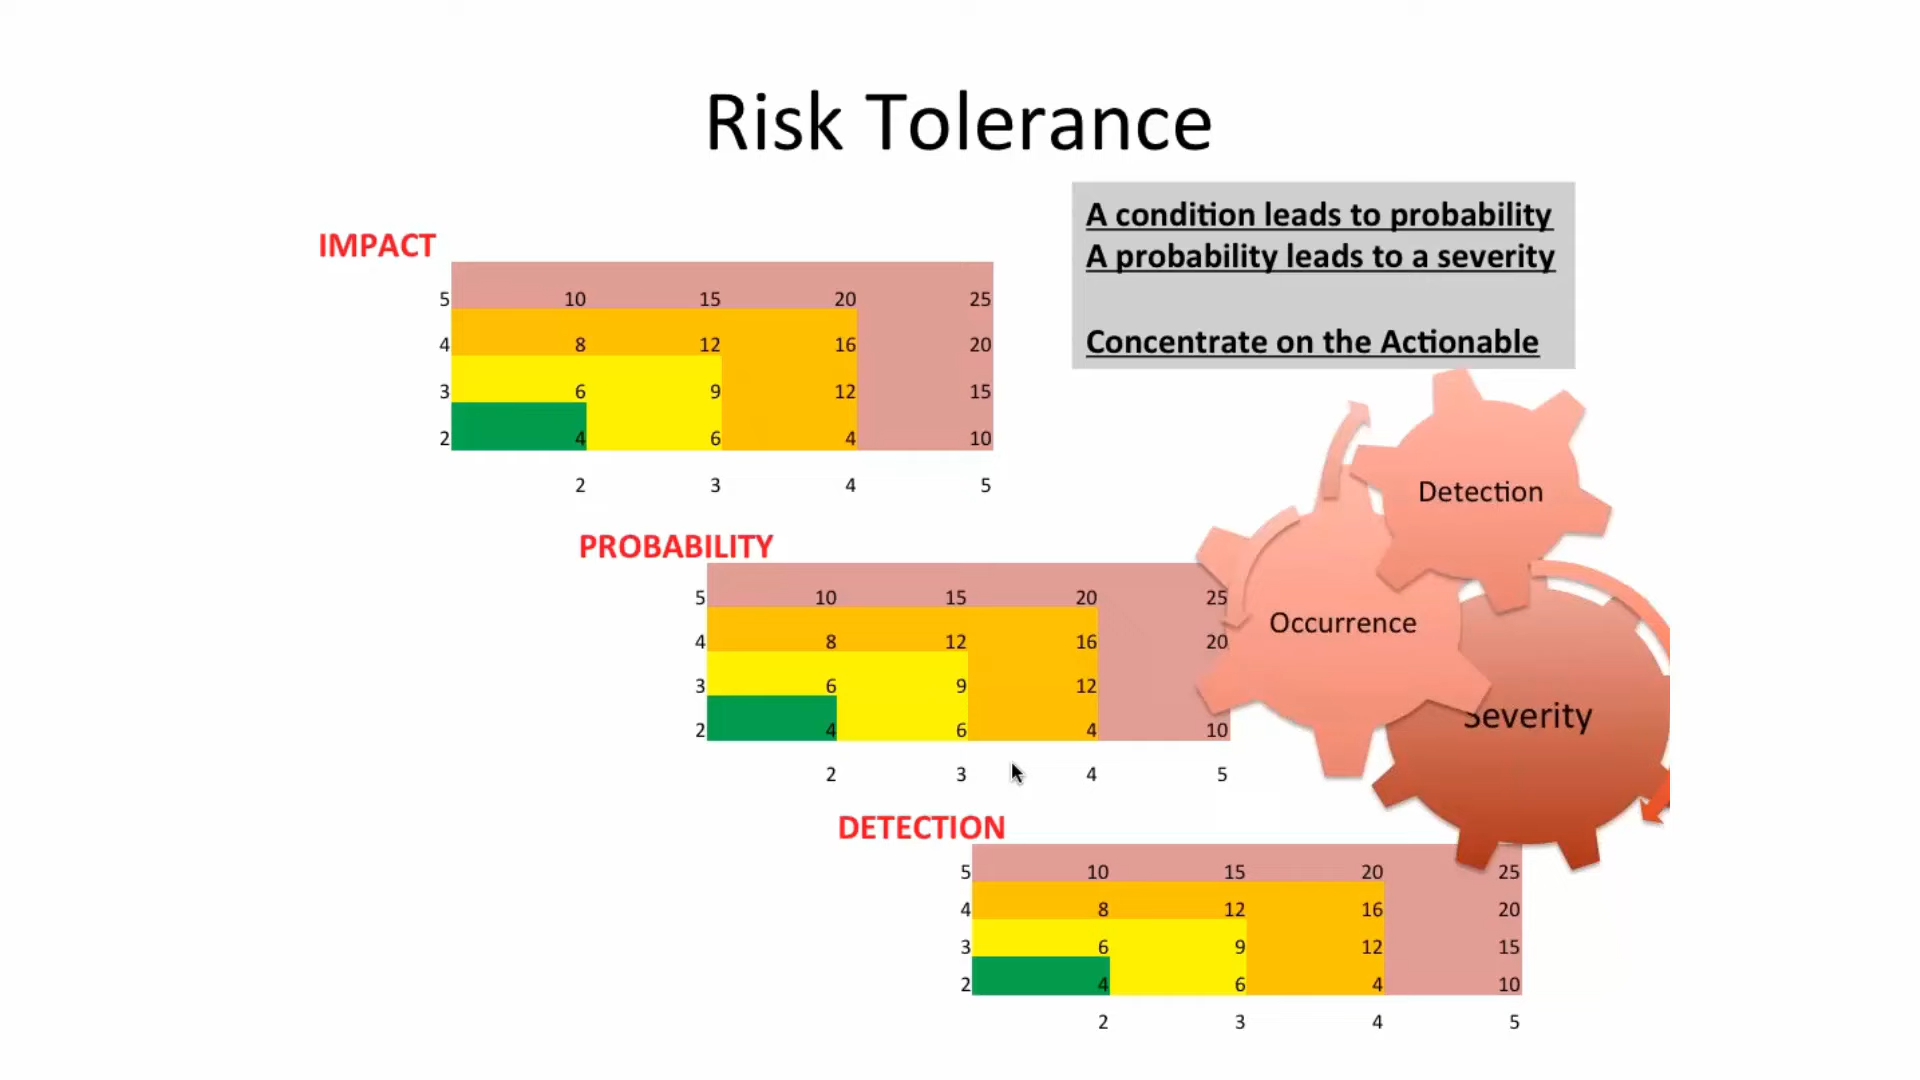 Risk Tolerance
A condition leads to probability
A probability leads to a severity
Concentrate on the Actionable
IMPACT
5 10 15 20 25
4 8 12 16 20
3 6 9 12 15
2 4 6 4 10
2 3 4 5
PROBABILITY
5 10 15 20 25
4 8 12 16 20
3 6 9 12
2 4 6 4 10
2 3 4 5
DETECTION
5 10 15 20 25
4 8 12 16 20
3 6 9 12 15
2 4 6 4 10
2 3 4 5
Detection
Occurrence
Severity